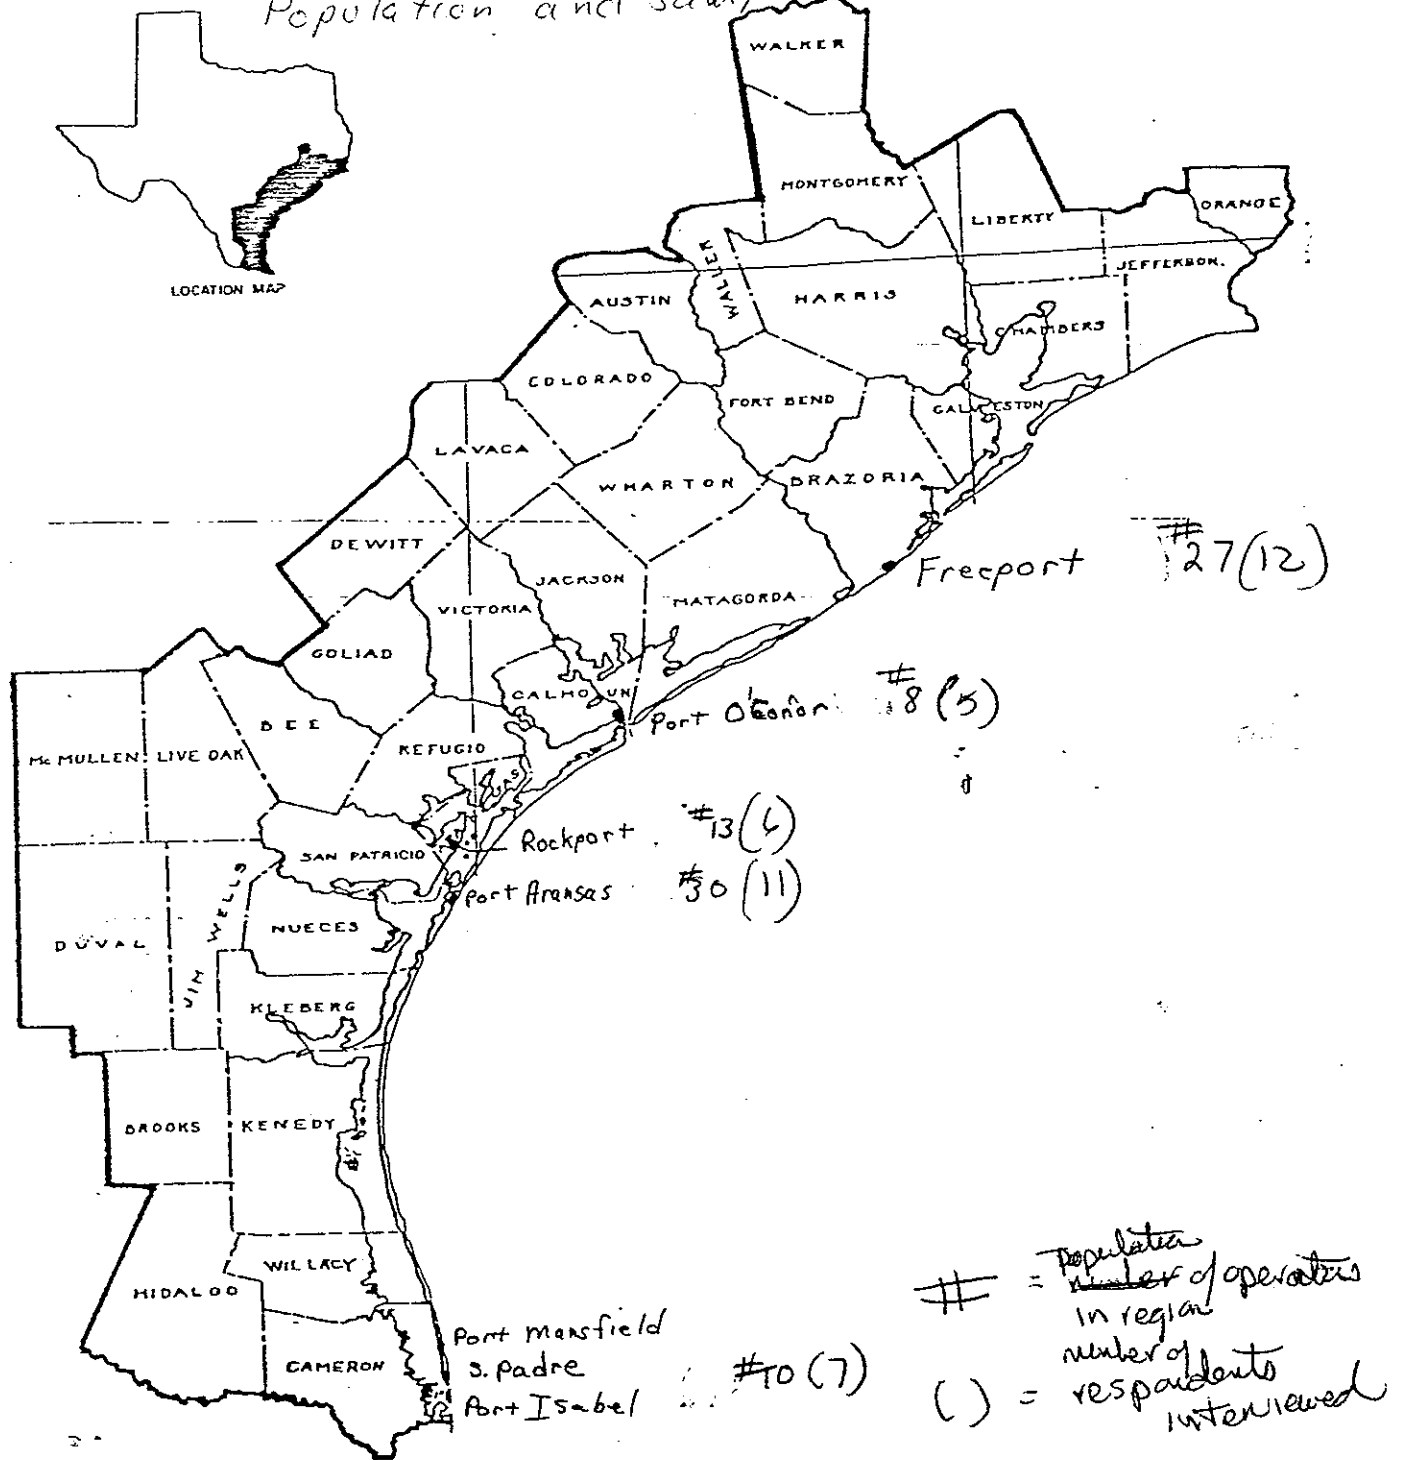 Population and
LOCATION MAP
WALKER
MONTGOMERY
LIBERTY
ORANGE
JEFFERSON.
WALLER
HARRIS
AUSTIN
CHAMBERS
COLORADO
FORT BEND
GALVESTON
LAVACA
WHARTON
BRAZORIA
DEWITT
JACKSON
MATAGORDA
VICTORIA
Freeport #27(12)
GOLIAD
CALHOUN
Port O'Conor #8(5)
BEE
REFUGIO
McMULLEN
LIVE OAK
Rockport #13(6)
SAN PATRICIO
Port Aransas #30(11)
JIM WELLS
NUECES
DUVAL
KLEBERG
BROOKS
KENEDY
WILLACY
HIDALGO
CAMERON
Port Mansfield
S. Padre
Port Isabel #10(7)
# = population
number of operators
in region
() = number of
respondents
interviewed